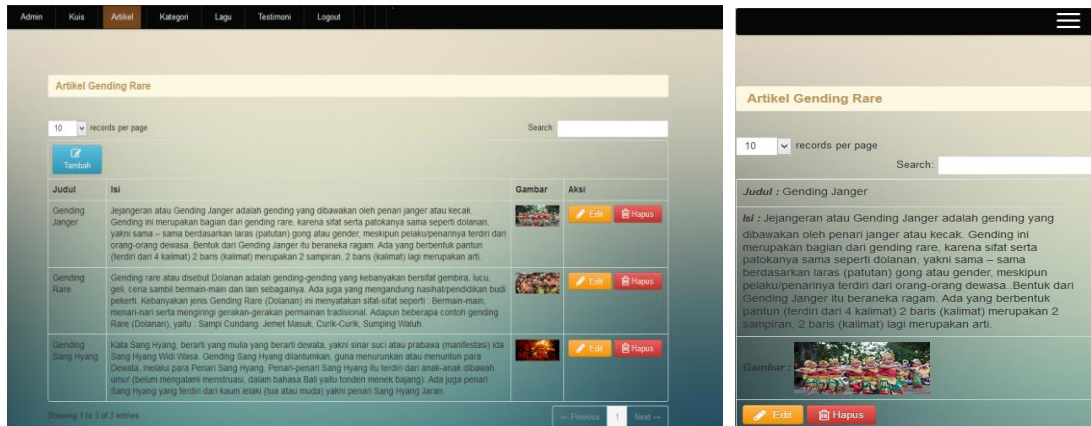 Admin Kuis Artikel Kategori Lagu Testimoni Logout
Artikel Gending Rare
10 records per page Search:
Tambah
Judul Isi Gambar Aksi
Gending Janger
Jejangeran atau Gending Janger adalah gending yang dibawakan oleh penari janger atau kecak.
Gending ini merupakan bagian dari gending rare, karena sifat serta patokanya sama seperti dolanan,
yakni sama – sama berdasarkan laras (patutan) gong atau gender, meskipun pelaku/penarinya terdiri dari
orang-orang dewasa..Bentuk dari Gending Janger itu beraneka ragam. Ada yang berbentuk pantun
(terdiri dari 4 kalimat) 2 baris (kalimat) merupakan 2 sampiran, 2 baris (kalimat) lagi merupakan arti.
Edit Hapus
Gending Rare
Gending rare atau disebut Dolanan adalah gending-gending yang kebanyakan bersifat gembira, lucu,
geli, ceria sambil bermain-main dan lain sebagainya. Ada juga yang mengandung nasihat/pendidikan budi
pekerti. Kebanyakan jenis Gending Rare (Dolanan) ini menyatakan sifat-sifat seperti : Bermain-main,
menari-nari serta mengiringi gerakan-gerakan permainan tradisional. Adapun beberapa contoh gending
Rare (Dolanan), yaitu : Sampi Cundang, Jemet Masuk, Curik-Curik, Sumping Waluh.
Edit Hapus
Gending Sang Hyang
Kata Sang Hyang, berarti yang mulia yang berarti dewata, yakni sinar suci atau prabawa (manifestasi) Ida
Sang Hyang Widi Wasa. Gending Sang Hyang dilantumkan, guna menurunkan atau menuntun para
Dewata, melalui para Penari Sang Hyang. Penari-penari Sang Hyang itu terdiri dari anak-anak dibawah
umur (belum mengalami menstruasi, dalam bahasa Bali yaitu tonden menek bajang). Ada juga penari
Sang Hyang yang terdiri dari kaum lelaki (tua atau muda) yakni penari Sang Hyang Jaran.
Edit Hapus
Showing 1 to 3 of 3 entries
← Previous 1 Next →
Artikel Gending Rare
10 records per page
Search:
Judul : Gending Janger
Isi : Jejangeran atau Gending Janger adalah gending yang
dibawakan oleh penari janger atau kecak. Gending ini
merupakan bagian dari gending rare, karena sifat serta
patokanya sama seperti dolanan, yakni sama – sama
berdasarkan laras (patutan) gong atau gender, meskipun
pelaku/penarinya terdiri dari orang-orang dewasa..Bentuk dari
Gending Janger itu beraneka ragam. Ada yang berbentuk
pantun (terdiri dari 4 kalimat) 2 baris (kalimat) merupakan 2
sampiran, 2 baris (kalimat) lagi merupakan arti.
Gambar :
Edit Hapus